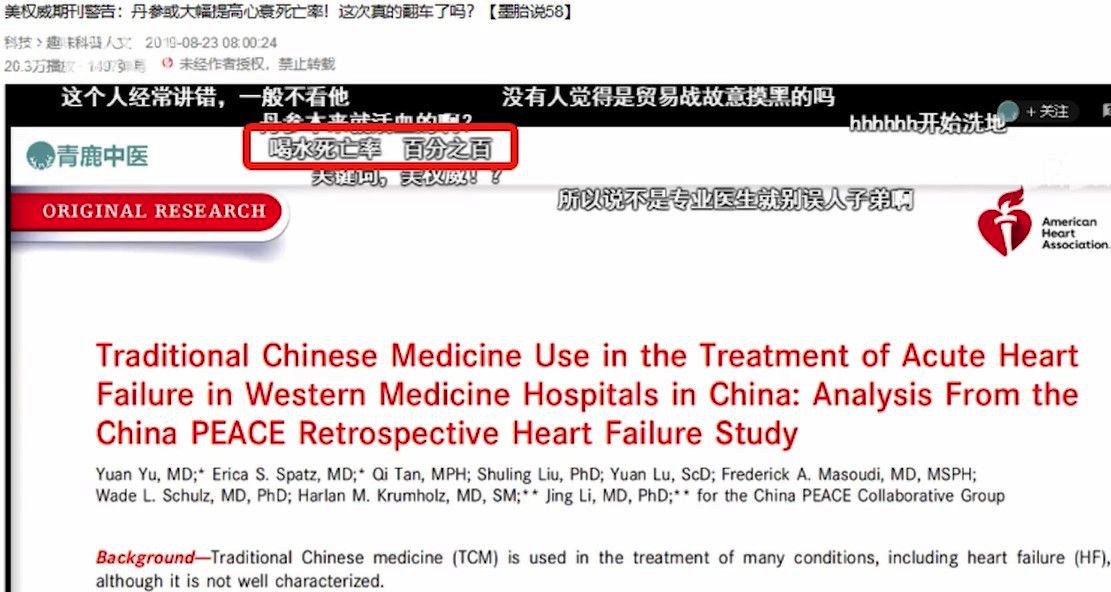 美权威期刊警告：丹参或大幅提高心衰死亡率！这次真的翻车了吗？【墨胎说58】
科技 > 趣味科普人文 2019-08-23 08:00:24
20.3万播放 · 未经作者授权，禁止转载
这个人经常讲错，一般不看他 没有人觉得是贸易战故意摸黑的吗
丹参本来就活血的啊？ hhhhhh开始洗地 + 关注
青鹿中医 喝水死亡率 百分之百
关键词，美权威！？
所以说不是专业医生就别误人子弟啊
ORIGINAL RESEARCH
American
Heart
Association.
Traditional Chinese Medicine Use in the Treatment of Acute Heart
Failure in Western Medicine Hospitals in China: Analysis From the
China PEACE Retrospective Heart Failure Study
Yuan Yu, MD;* Erica S. Spatz, MD;* Qi Tan, MPH; Shuling Liu, PhD; Yuan Lu, ScD; Frederick A. Masoudi, MD, MSPH;
Wade L. Schulz, MD, PhD; Harlan M. Krumholz, MD, SM;** Jing Li, MD, PhD;** for the China PEACE Collaborative Group
Background—Traditional Chinese medicine (TCM) is used in the treatment of many conditions, including heart failure (HF),
although it is not well characterized.